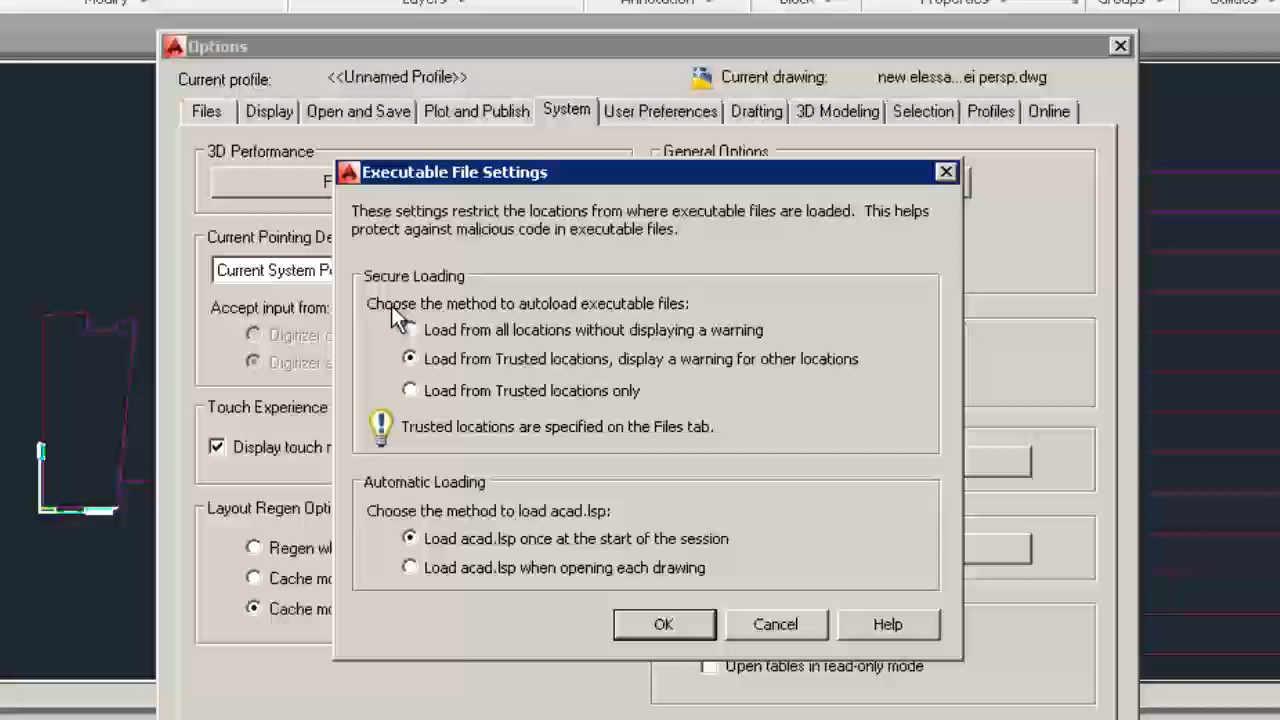 Modify
Layers
Annotation
Block
Properties
Groups
Utilities
Options
Current profile:
<<Unnamed Profile>>
Current drawing:
new elessa...ei persp.dwg
Files
Display
Open and Save
Plot and Publish
System
User Preferences
Drafting
3D Modeling
Selection
Profiles
Online
3D Performance
General Options
Executable File Settings
These settings restrict the locations from where executable files are loaded. This helps
protect against malicious code in executable files.
Current Pointing De
Current System P
Accept input from:
Digitizer
Digitizer
Secure Loading
Choose the method to autoload executable files:
Load from all locations without displaying a warning
Load from Trusted locations, display a warning for other locations
Load from Trusted locations only
Trusted locations are specified on the Files tab.
Touch Experience
Display touch r
Automatic Loading
Choose the method to load acad.lsp:
Load acad.lsp once at the start of the session
Load acad.lsp when opening each drawing
Layout Regen Opti
Regen wl
Cache mo
Cache mo
OK
Cancel
Help
Open tables in read-only mode